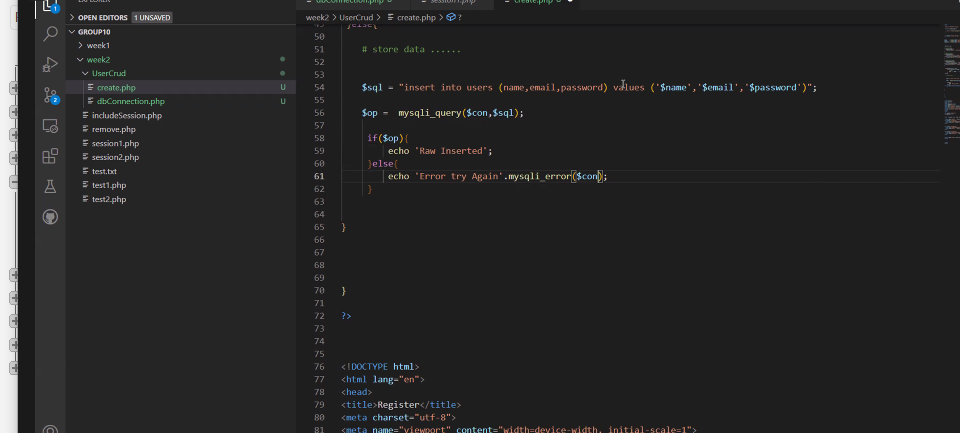 EXPLORER
OPEN EDITORS 1 UNSAVED
GROUP10
week1
week2
UserCrud
create.php U
dbConnection.php U
includeSession.php
remove.php
session1.php
session2.php
test.txt
test1.php
test2.php
1
2
dbConnection.php U session1.php create.php U
week2 > UserCrud > create.php > ?
}else{
50
51 # store data ......
52
53
54 $sql = "insert into users (name,email,password) values ('$name','$email','$password')";
55
56 $op = mysqli_query($con,$sql);
57
58 if($op){
59 echo 'Raw Inserted';
60 }else{
61 echo 'Error try Again'.mysqli_error($con);
62 }
63
64
65 }
66
67
68
69
70 }
71
72 ?>
73
74
75
76 <!DOCTYPE html>
77 <html lang="en">
78 <head>
79 <title>Register</title>
80 <meta charset="utf-8">
81 <meta name="viewport" content="width=device-width, initial-scale=1">